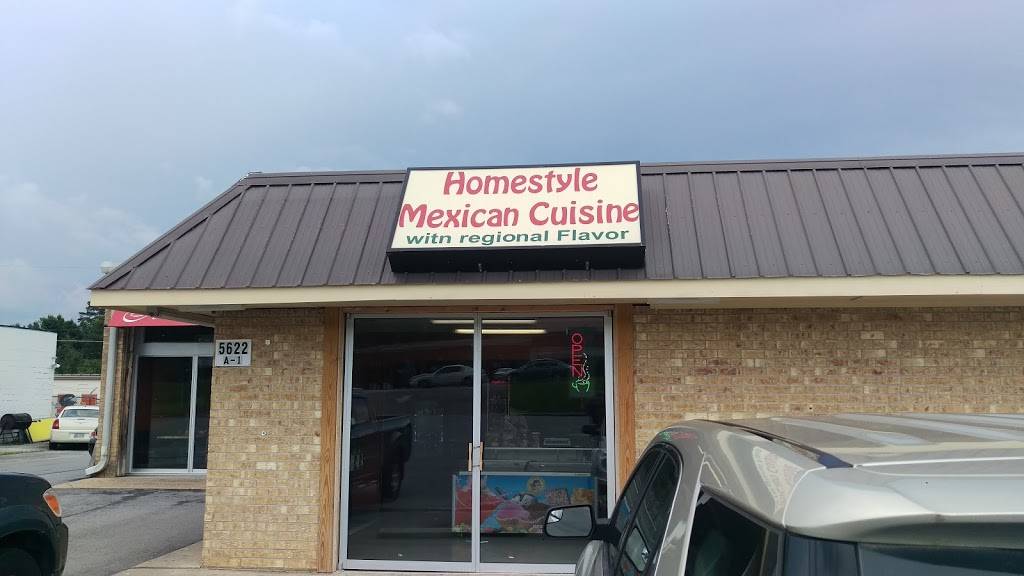 Homestyle
Mexican Cuisine
witn regional Flavor
5622
A-1
OPEN